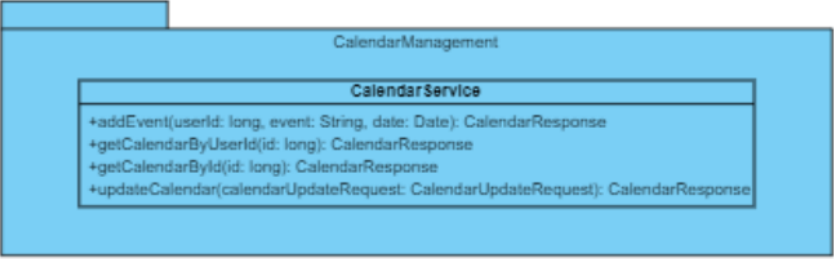 CalendarManagement
CalendarService
+addEvent(userId: long, event: String, date: Date): CalendarResponse
+getCalendarByUserId(id: long): CalendarResponse
+getCalendarById(id: long): CalendarResponse
+updateCalendar(calendarUpdateRequest: CalendarUpdateRequest): CalendarResponse